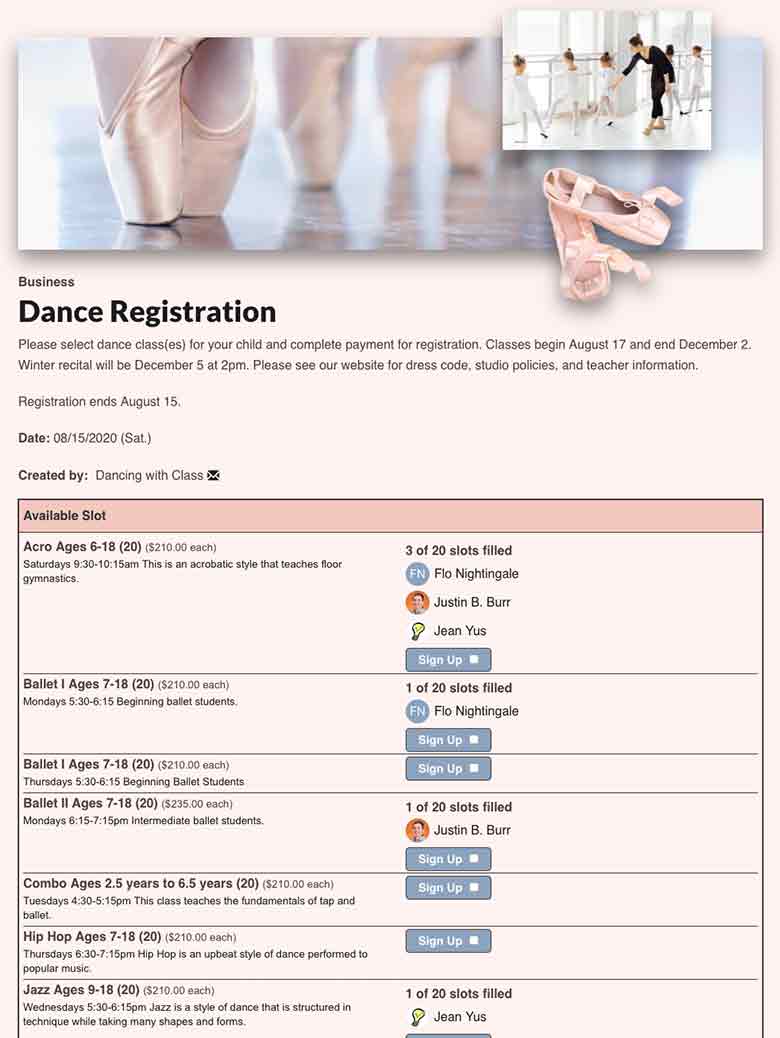 Business
Dance Registration
Please select dance class(es) for your child and complete payment for registration. Classes begin August 17 and end December 2.
Winter recital will be December 5 at 2pm. Please see our website for dress code, studio policies, and teacher information.
Registration ends August 15.
Date: 08/15/2020 (Sat.)
Created by: Dancing with Class
Available Slot
Acro Ages 6-18 (20) ($210.00 each)
Saturdays 9:30-10:15am This is an acrobatic style that teaches floor
gymnastics.
3 of 20 slots filled
FN Flo Nightingale
Justin B. Burr
Jean Yus
Sign Up
Ballet I Ages 7-18 (20) ($210.00 each)
Mondays 5:30-6:15 Beginning ballet students.
1 of 20 slots filled
FN Flo Nightingale
Sign Up
Ballet I Ages 7-18 (20) ($210.00 each)
Thursdays 5:30-6:15 Beginning Ballet Students
Sign Up
Ballet II Ages 7-18 (20) ($235.00 each)
Mondays 6:15-7:15pm Intermediate ballet students.
1 of 20 slots filled
Justin B. Burr
Sign Up
Combo Ages 2.5 years to 6.5 years (20) ($210.00 each)
Tuesdays 4:30-5:15pm This class teaches the fundamentals of tap and
ballet.
Sign Up
Hip Hop Ages 7-18 (20) ($210.00 each)
Thursdays 6:30-7:15pm Hip Hop is an upbeat style of dance performed to
popular music.
Sign Up
Jazz Ages 9-18 (20) ($210.00 each)
Wednesdays 5:30-6:15pm Jazz is a style of dance that is structured in
technique while taking many shapes and forms.
1 of 20 slots filled
Jean Yus